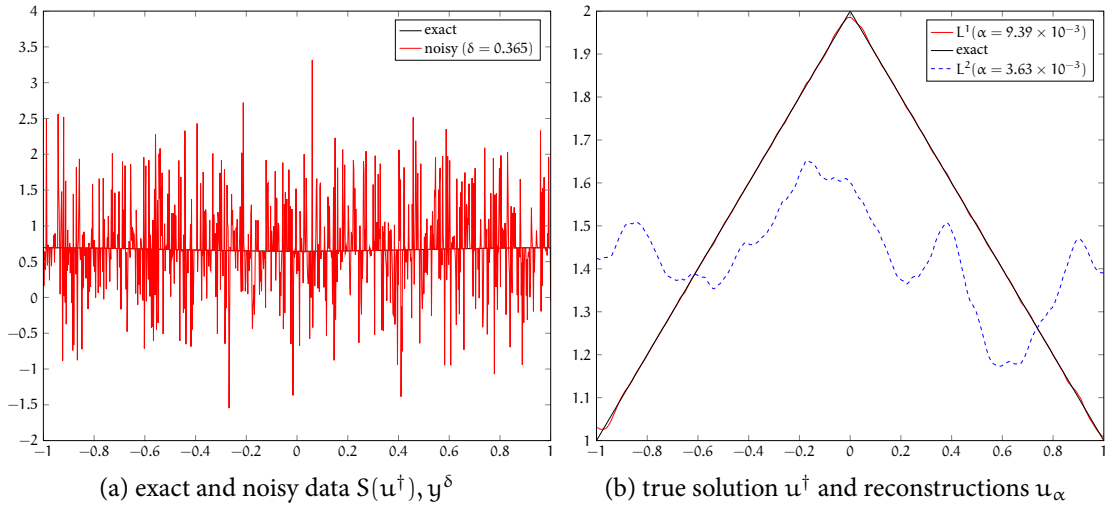 4
3.5
3
2.5
2
1.5
1
0.5
0
−0.5
−1
−1.5
−2
−1 −0.8 −0.6 −0.4 −0.2 0 0.2 0.4 0.6 0.8 1
exact
noisy (δ = 0.365)
(a) exact and noisy data S(u†), yᵟ
2
1.9
1.8
1.7
1.6
1.5
1.4
1.3
1.2
1.1
1
−1 −0.8 −0.6 −0.4 −0.2 0 0.2 0.4 0.6 0.8 1
L¹(α = 9.39 × 10⁻³)
exact
L²(α = 3.63 × 10⁻³)
(b) true solution u† and reconstructions uα